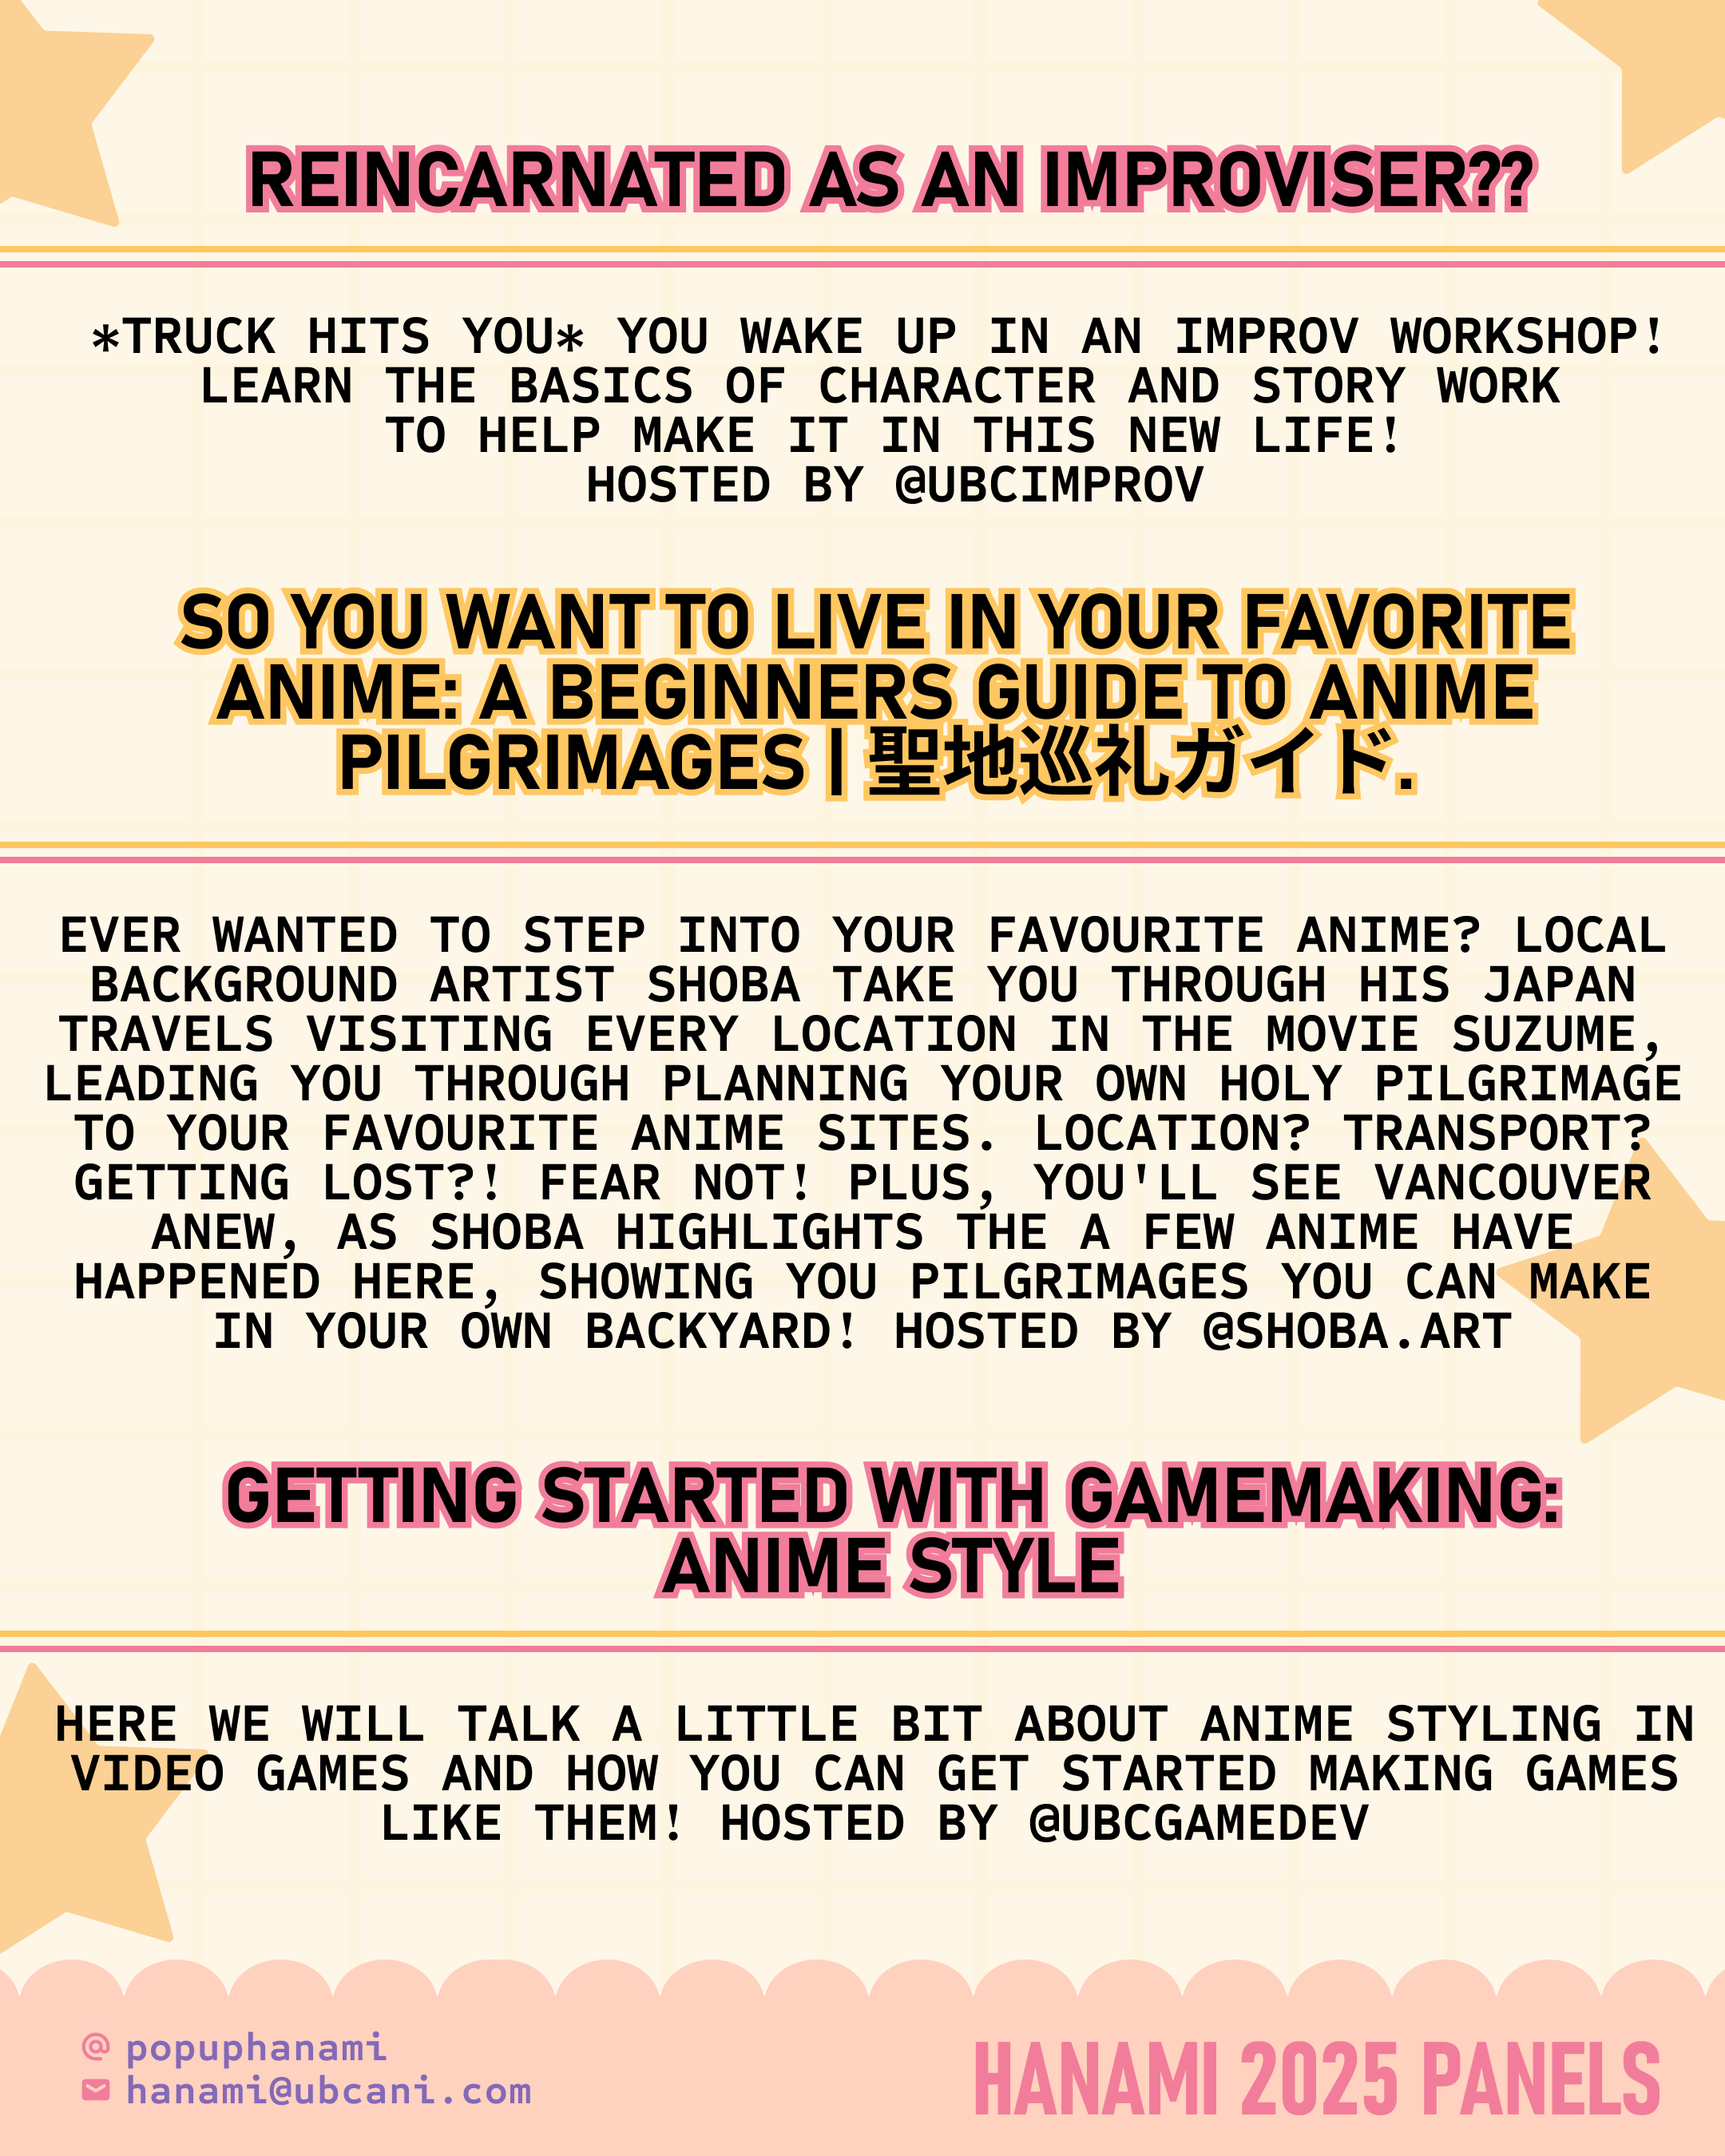 REINCARNATED AS AN IMPROVISER??
*TRUCK HITS YOU* YOU WAKE UP IN AN IMPROV WORKSHOP!
LEARN THE BASICS OF CHARACTER AND STORY WORK
TO HELP MAKE IT IN THIS NEW LIFE!
HOSTED BY @UBCIMPROV
SO YOU WANT TO LIVE IN YOUR FAVORITE
ANIME: A BEGINNERS GUIDE TO ANIME
PILGRIMAGES | 聖地巡礼ガイド.
EVER WANTED TO STEP INTO YOUR FAVOURITE ANIME? LOCAL
BACKGROUND ARTIST SHOBA TAKE YOU THROUGH HIS JAPAN
TRAVELS VISITING EVERY LOCATION IN THE MOVIE SUZUME,
LEADING YOU THROUGH PLANNING YOUR OWN HOLY PILGRIMAGE
TO YOUR FAVOURITE ANIME SITES. LOCATION? TRANSPORT?
GETTING LOST?! FEAR NOT! PLUS, YOU'LL SEE VANCOUVER
ANEW, AS SHOBA HIGHLIGHTS THE A FEW ANIME HAVE
HAPPENED HERE, SHOWING YOU PILGRIMAGES YOU CAN MAKE
IN YOUR OWN BACKYARD! HOSTED BY @SHOBA.ART
GETTING STARTED WITH GAMEMAKING:
ANIME STYLE
HERE WE WILL TALK A LITTLE BIT ABOUT ANIME STYLING IN
VIDEO GAMES AND HOW YOU CAN GET STARTED MAKING GAMES
LIKE THEM! HOSTED BY @UBCGAMEDEV
@ popuphanami
hanami@ubcani.com
HANAMI 2025 PANELS